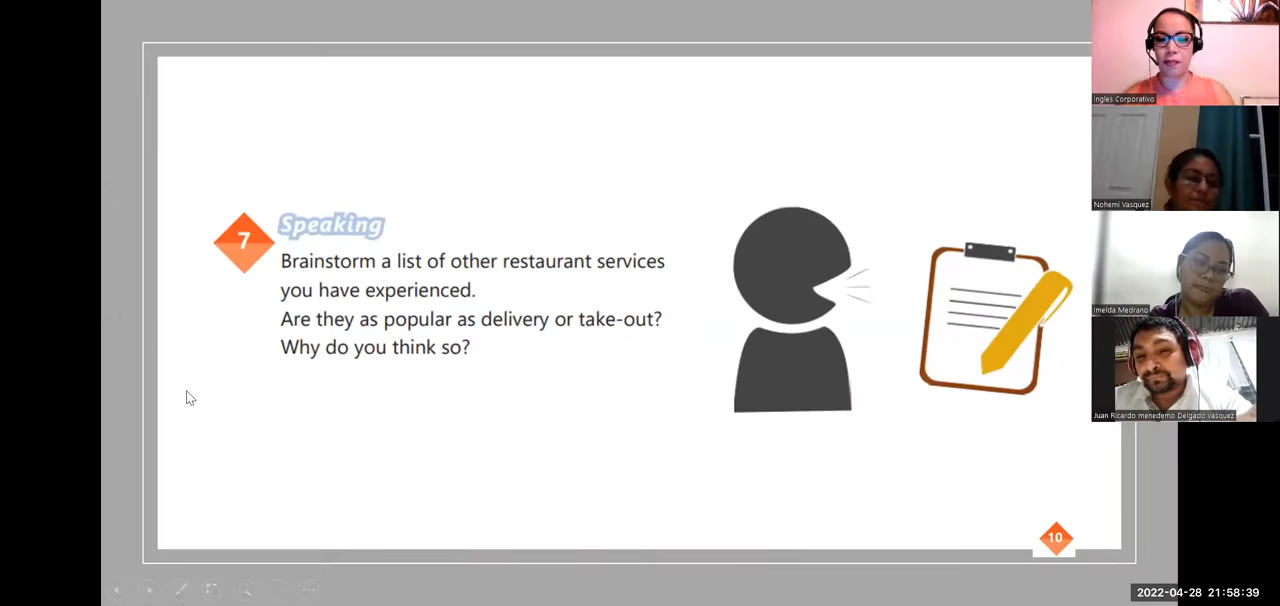 7
Speaking
Brainstorm a list of other restaurant services
you have experienced.
Are they as popular as delivery or take-out?
Why do you think so?
10
Ingles Corporativo
Nohemi Vasquez
Imelda Medrano
Juan Ricardo menedemo Delgado vasquez
2022-04-28 21:58:39